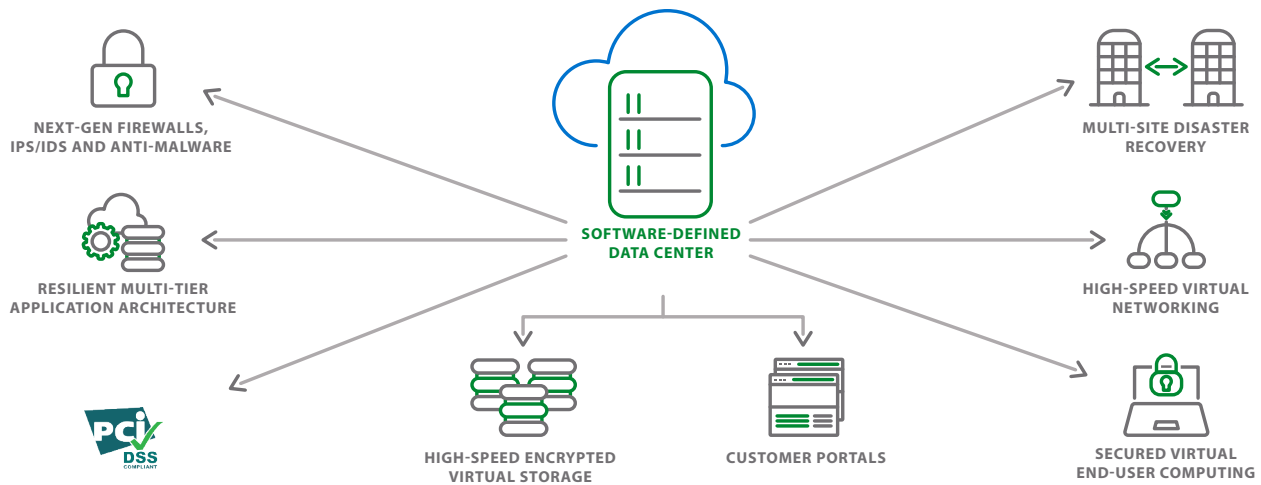 NEXT-GEN FIREWALLS,
IPS/IDS AND ANTI-MALWARE
RESILIENT MULTI-TIER
APPLICATION ARCHITECTURE
PCi
DSS
COMPLIANT
SOFTWARE-DEFINED
DATA CENTER
HIGH-SPEED ENCRYPTED
VIRTUAL STORAGE
CUSTOMER PORTALS
MULTI-SITE DISASTER
RECOVERY
HIGH-SPEED VIRTUAL
NETWORKING
SECURED VIRTUAL
END-USER COMPUTING